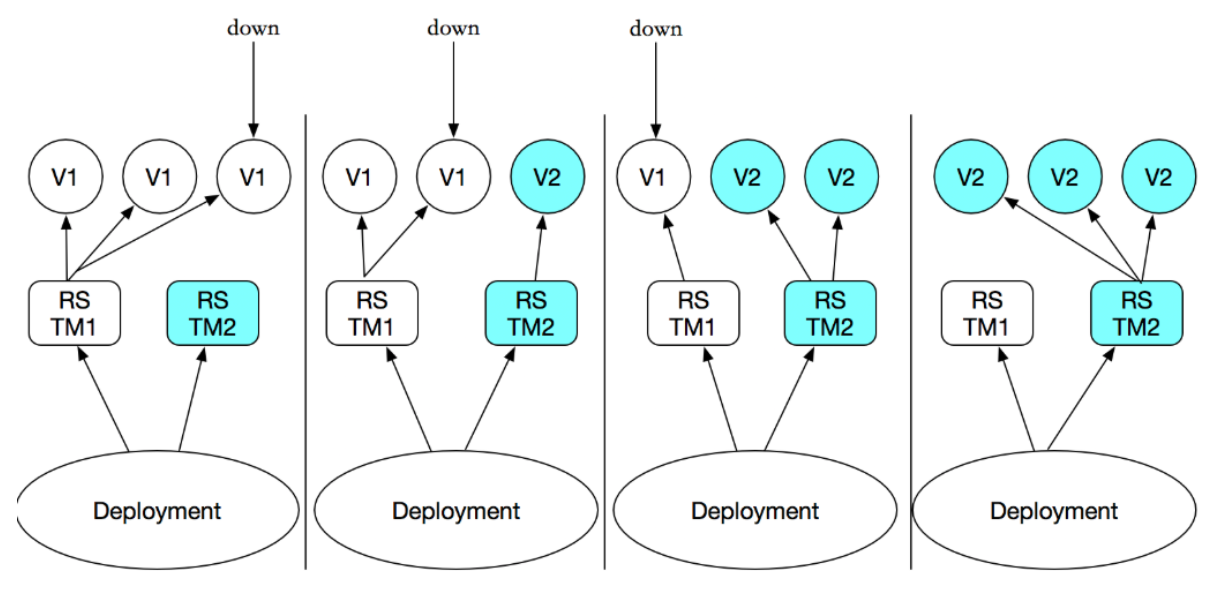 down
down
down
V1
V1
V1
V1
V1
V2
V1
V2
V2
V2
V2
V2
RS
TM1
RS
TM2
RS
TM1
RS
TM2
RS
TM1
RS
TM2
RS
TM1
RS
TM2
Deployment
Deployment
Deployment
Deployment